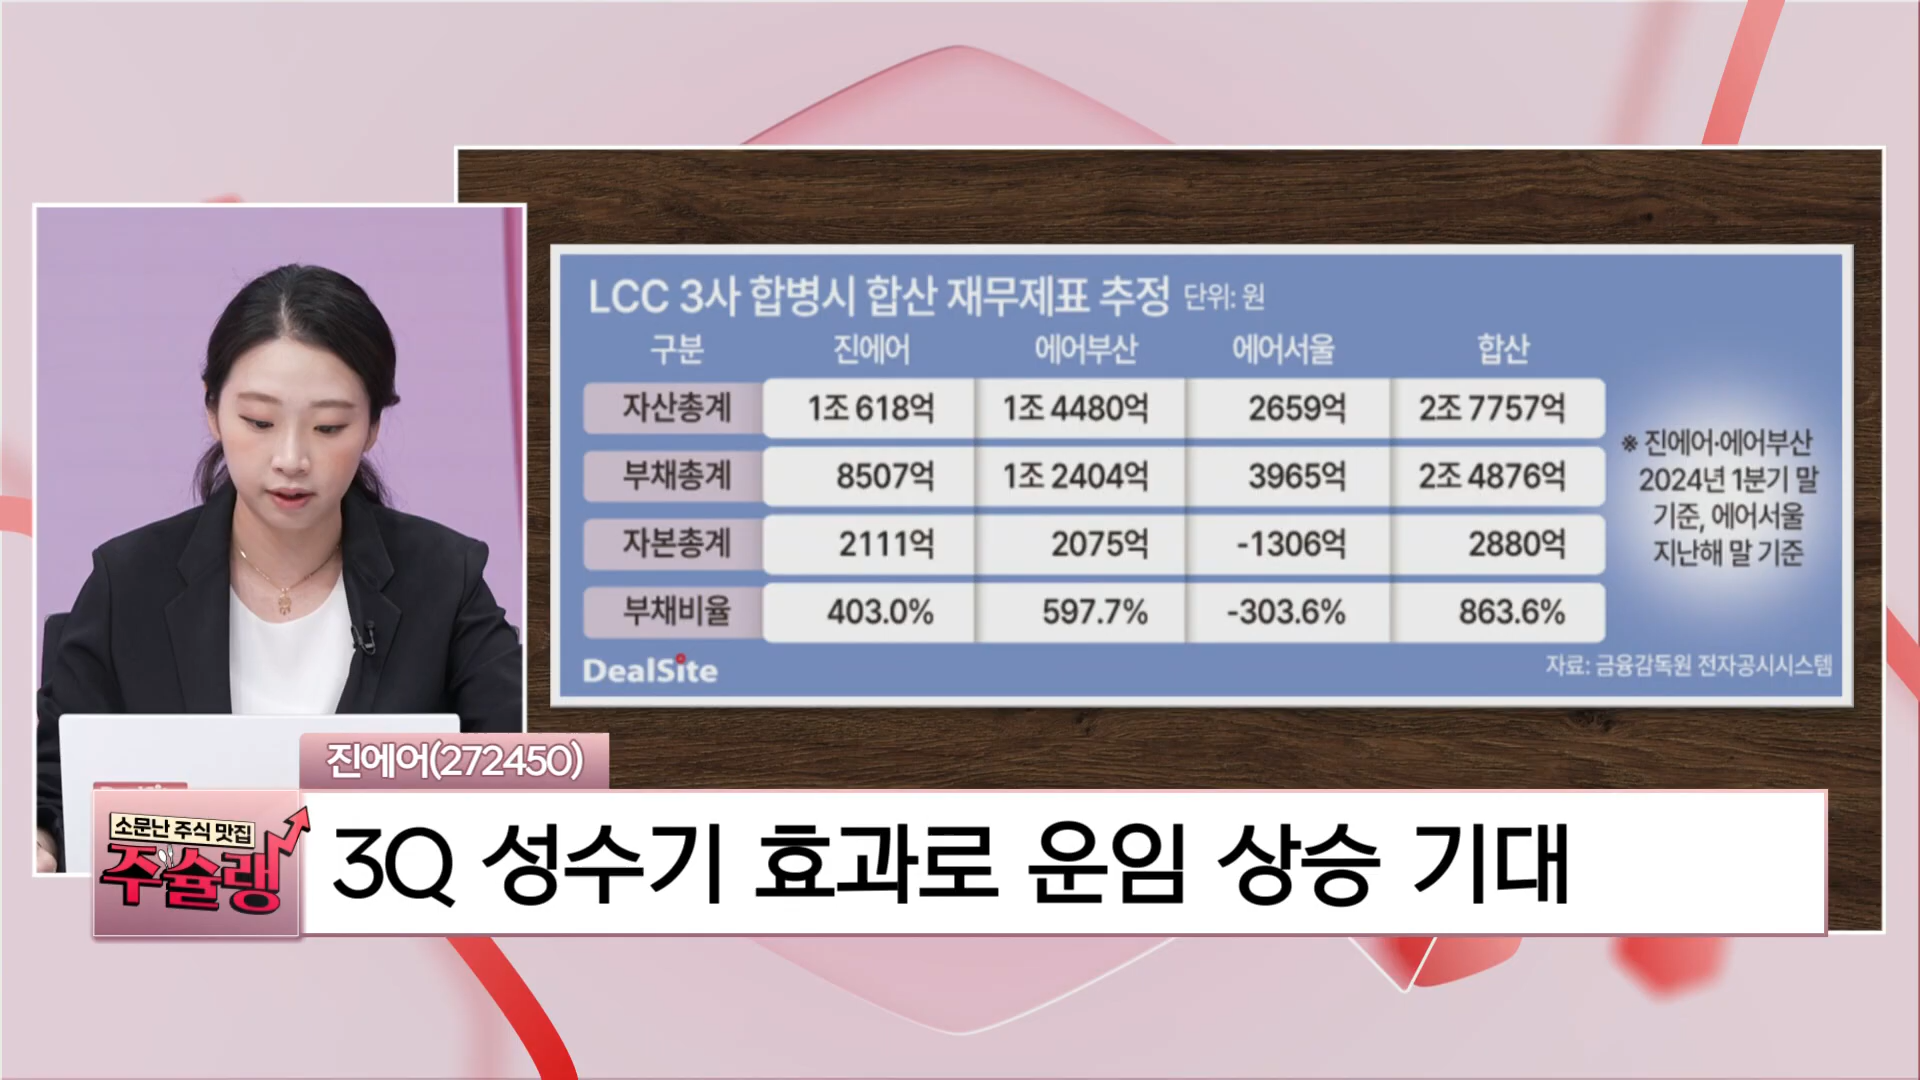 LCC 3사 합병시 합산 재무제표 추정 단위: 원
구분 진에어 에어부산 에어서울 합산
자산총계 1조 618억 1조 4480억 2659억 2조 7757억
부채총계 8507억 1조 2404억 3965억 2조 4876억
자본총계 2111억 2075억 -1306억 2880억
부채비율 403.0% 597.7% -303.6% 863.6%
※ 진에어·에어부산
2024년 1분기 말
기준, 에어서울
지난해 말 기준
DealSite
자료: 금융감독원 전자공시시스템
진에어(272450)
소문난 주식 맛집
주슐랭
3Q 성수기 효과로 운임 상승 기대